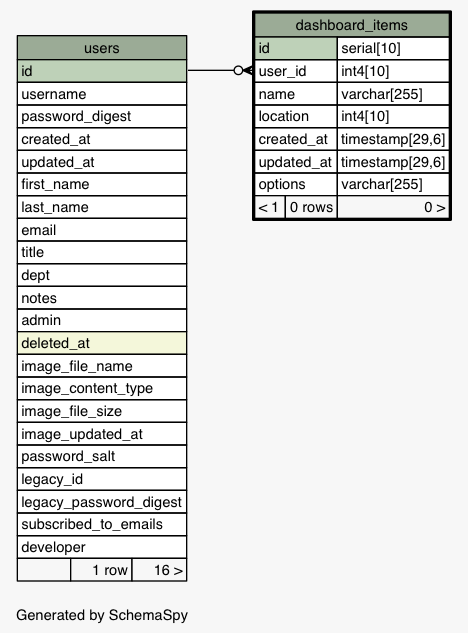 users
id
username
password_digest
created_at
updated_at
first_name
last_name
email
title
dept
notes
admin
deleted_at
image_file_name
image_content_type
image_file_size
image_updated_at
password_salt
legacy_id
legacy_password_digest
subscribed_to_emails
developer
1 row 16 >
dashboard_items
id serial[10]
user_id int4[10]
name varchar[255]
location int4[10]
created_at timestamp[29,6]
updated_at timestamp[29,6]
options varchar[255]
< 1 0 rows 0 >
Generated by SchemaSpy